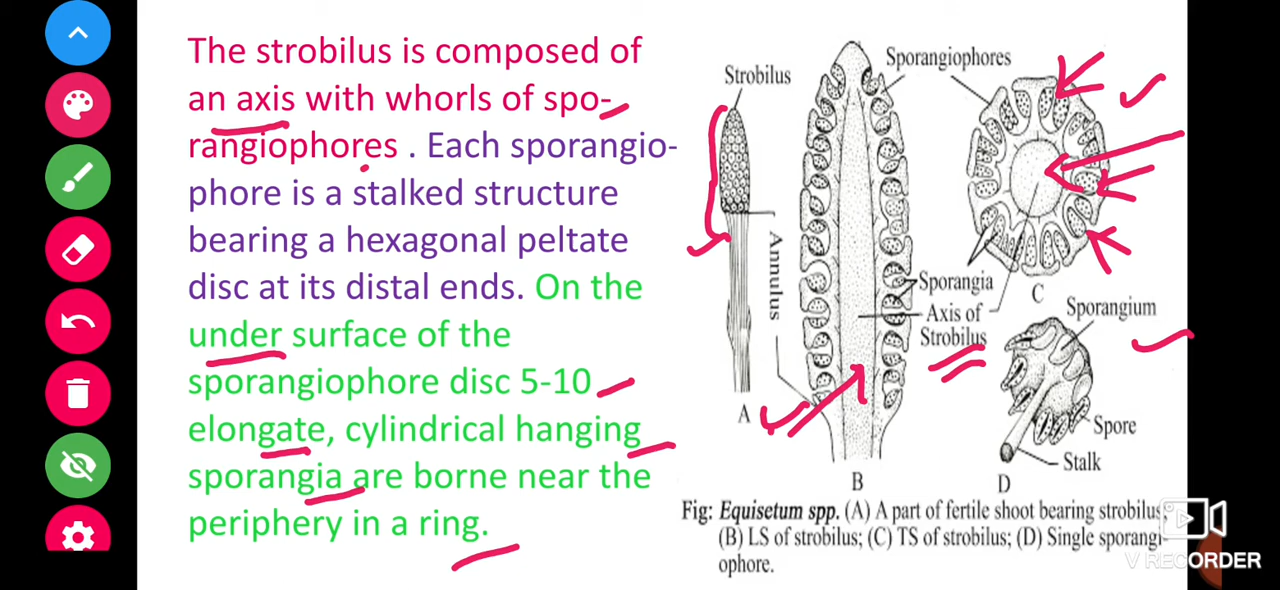 The strobilus is composed of
an axis with whorls of spo-
rangiophores . Each sporangio-
phore is a stalked structure
bearing a hexagonal peltate
disc at its distal ends. On the
under surface of the
sporangiophore disc 5-10
elongate, cylindrical hanging
sporangia are borne near the
periphery in a ring.
Strobilus
Sporangiophores
Annulus
Sporangia
Axis of
Strobilus
C
Sporangium
Spore
Stalk
A
B
D
Fig: Equisetum spp. (A) A part of fertile shoot bearing strobilus;
(B) LS of strobilus; (C) TS of strobilus; (D) Single sporangi-
ophore.
V RECORDER